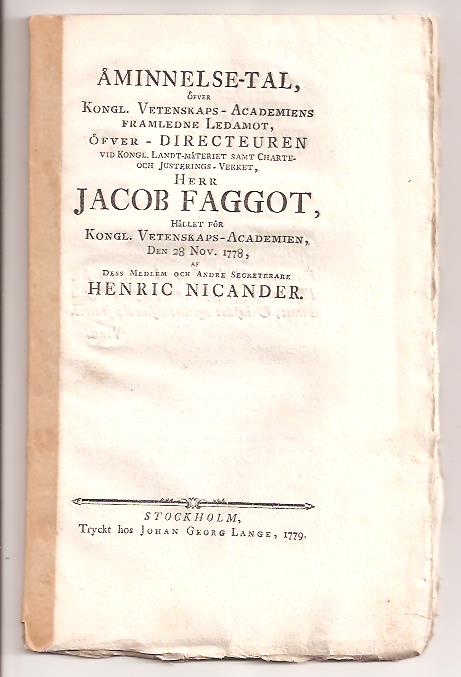 ÅMINNELSE-TAL,
ÖFVER
KONGL. VETENSKAPS-ACADEMIENS
FRAMLEDNE LEDAMOT,
ÖFVER-DIRECTEUREN
VID KONGL. LANDT-MÄTERIET SAMT CHARTE-
OCH JUSTERINGS-VERKET,
HERR
JACOB FAGGOT,
HÅLLET FÖR
KONGL. VETENSKAPS-ACADEMIEN,
DEN 28 NOV. 1778,
AF
DESS MEDLEM OCH ANDRE SECRETERARE
HENRIC NICANDER.
STOCKHOLM,
Tryckt hos JOHAN GEORG LANGE, 1779.